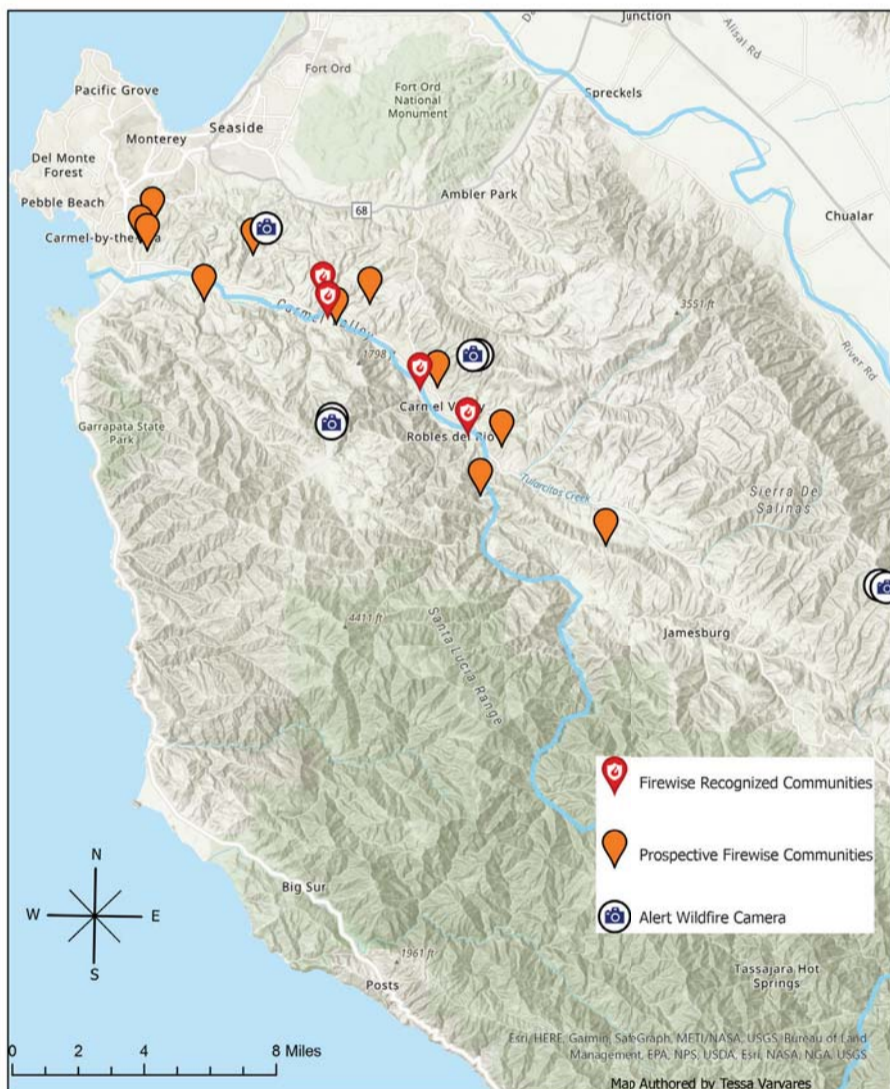 Junction
Alisal Rd
Fort Ord
Pacific Grove
Fort Ord
National
Monument
Spreckels
Seaside
Monterey
Del Monte
Forest
Ambler Park
Pebble Beach
68
Chualar
Carmel-by-the-
3551 ft
Carmel Valley
River Rd
1798 ft
Carmel V
Garrapata State
Park
Robles del Rio
Tularcitos Creek
Sierra De
Salinas
4411 ft
Santa Lucia Range
Jamesburg
Firewise Recognized Communities
Prospective Firewise Communities
N
Big Sur
W E
Alert Wildfire Camera
S
1961 ft
Tassajara Hot
Springs
Posts
Esri, HERE, Garmin, SafeGraph, METI/NASA, USGS, Bureau of Land
Management, EPA, NPS, USDA, Esri, NASA, NGA, USGS
0 2 4 8 Miles
Map Authored by Tessa Varvares